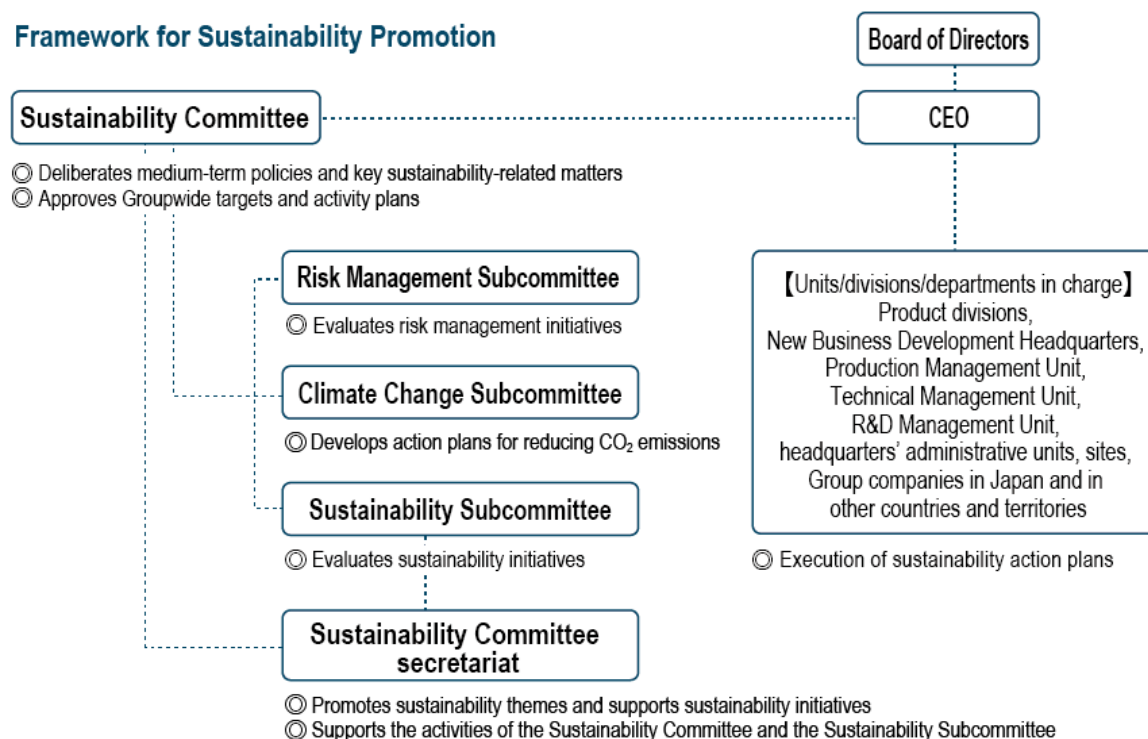 Framework for Sustainability Promotion
Board of Directors
Sustainability Committee
CEO
◎ Deliberates medium-term policies and key sustainability-related matters
◎ Approves Groupwide targets and activity plans
Risk Management Subcommittee
◎ Evaluates risk management initiatives
Climate Change Subcommittee
◎ Develops action plans for reducing CO₂ emissions
Sustainability Subcommittee
◎ Evaluates sustainability initiatives
Sustainability Committee
secretariat
◎ Promotes sustainability themes and supports sustainability initiatives
◎ Supports the activities of the Sustainability Committee and the Sustainability Subcommittee
【Units/divisions/departments in charge】
Product divisions,
New Business Development Headquarters,
Production Management Unit,
Technical Management Unit,
R&D Management Unit,
headquarters’ administrative units, sites,
Group companies in Japan and in
other countries and territories
◎ Execution of sustainability action plans